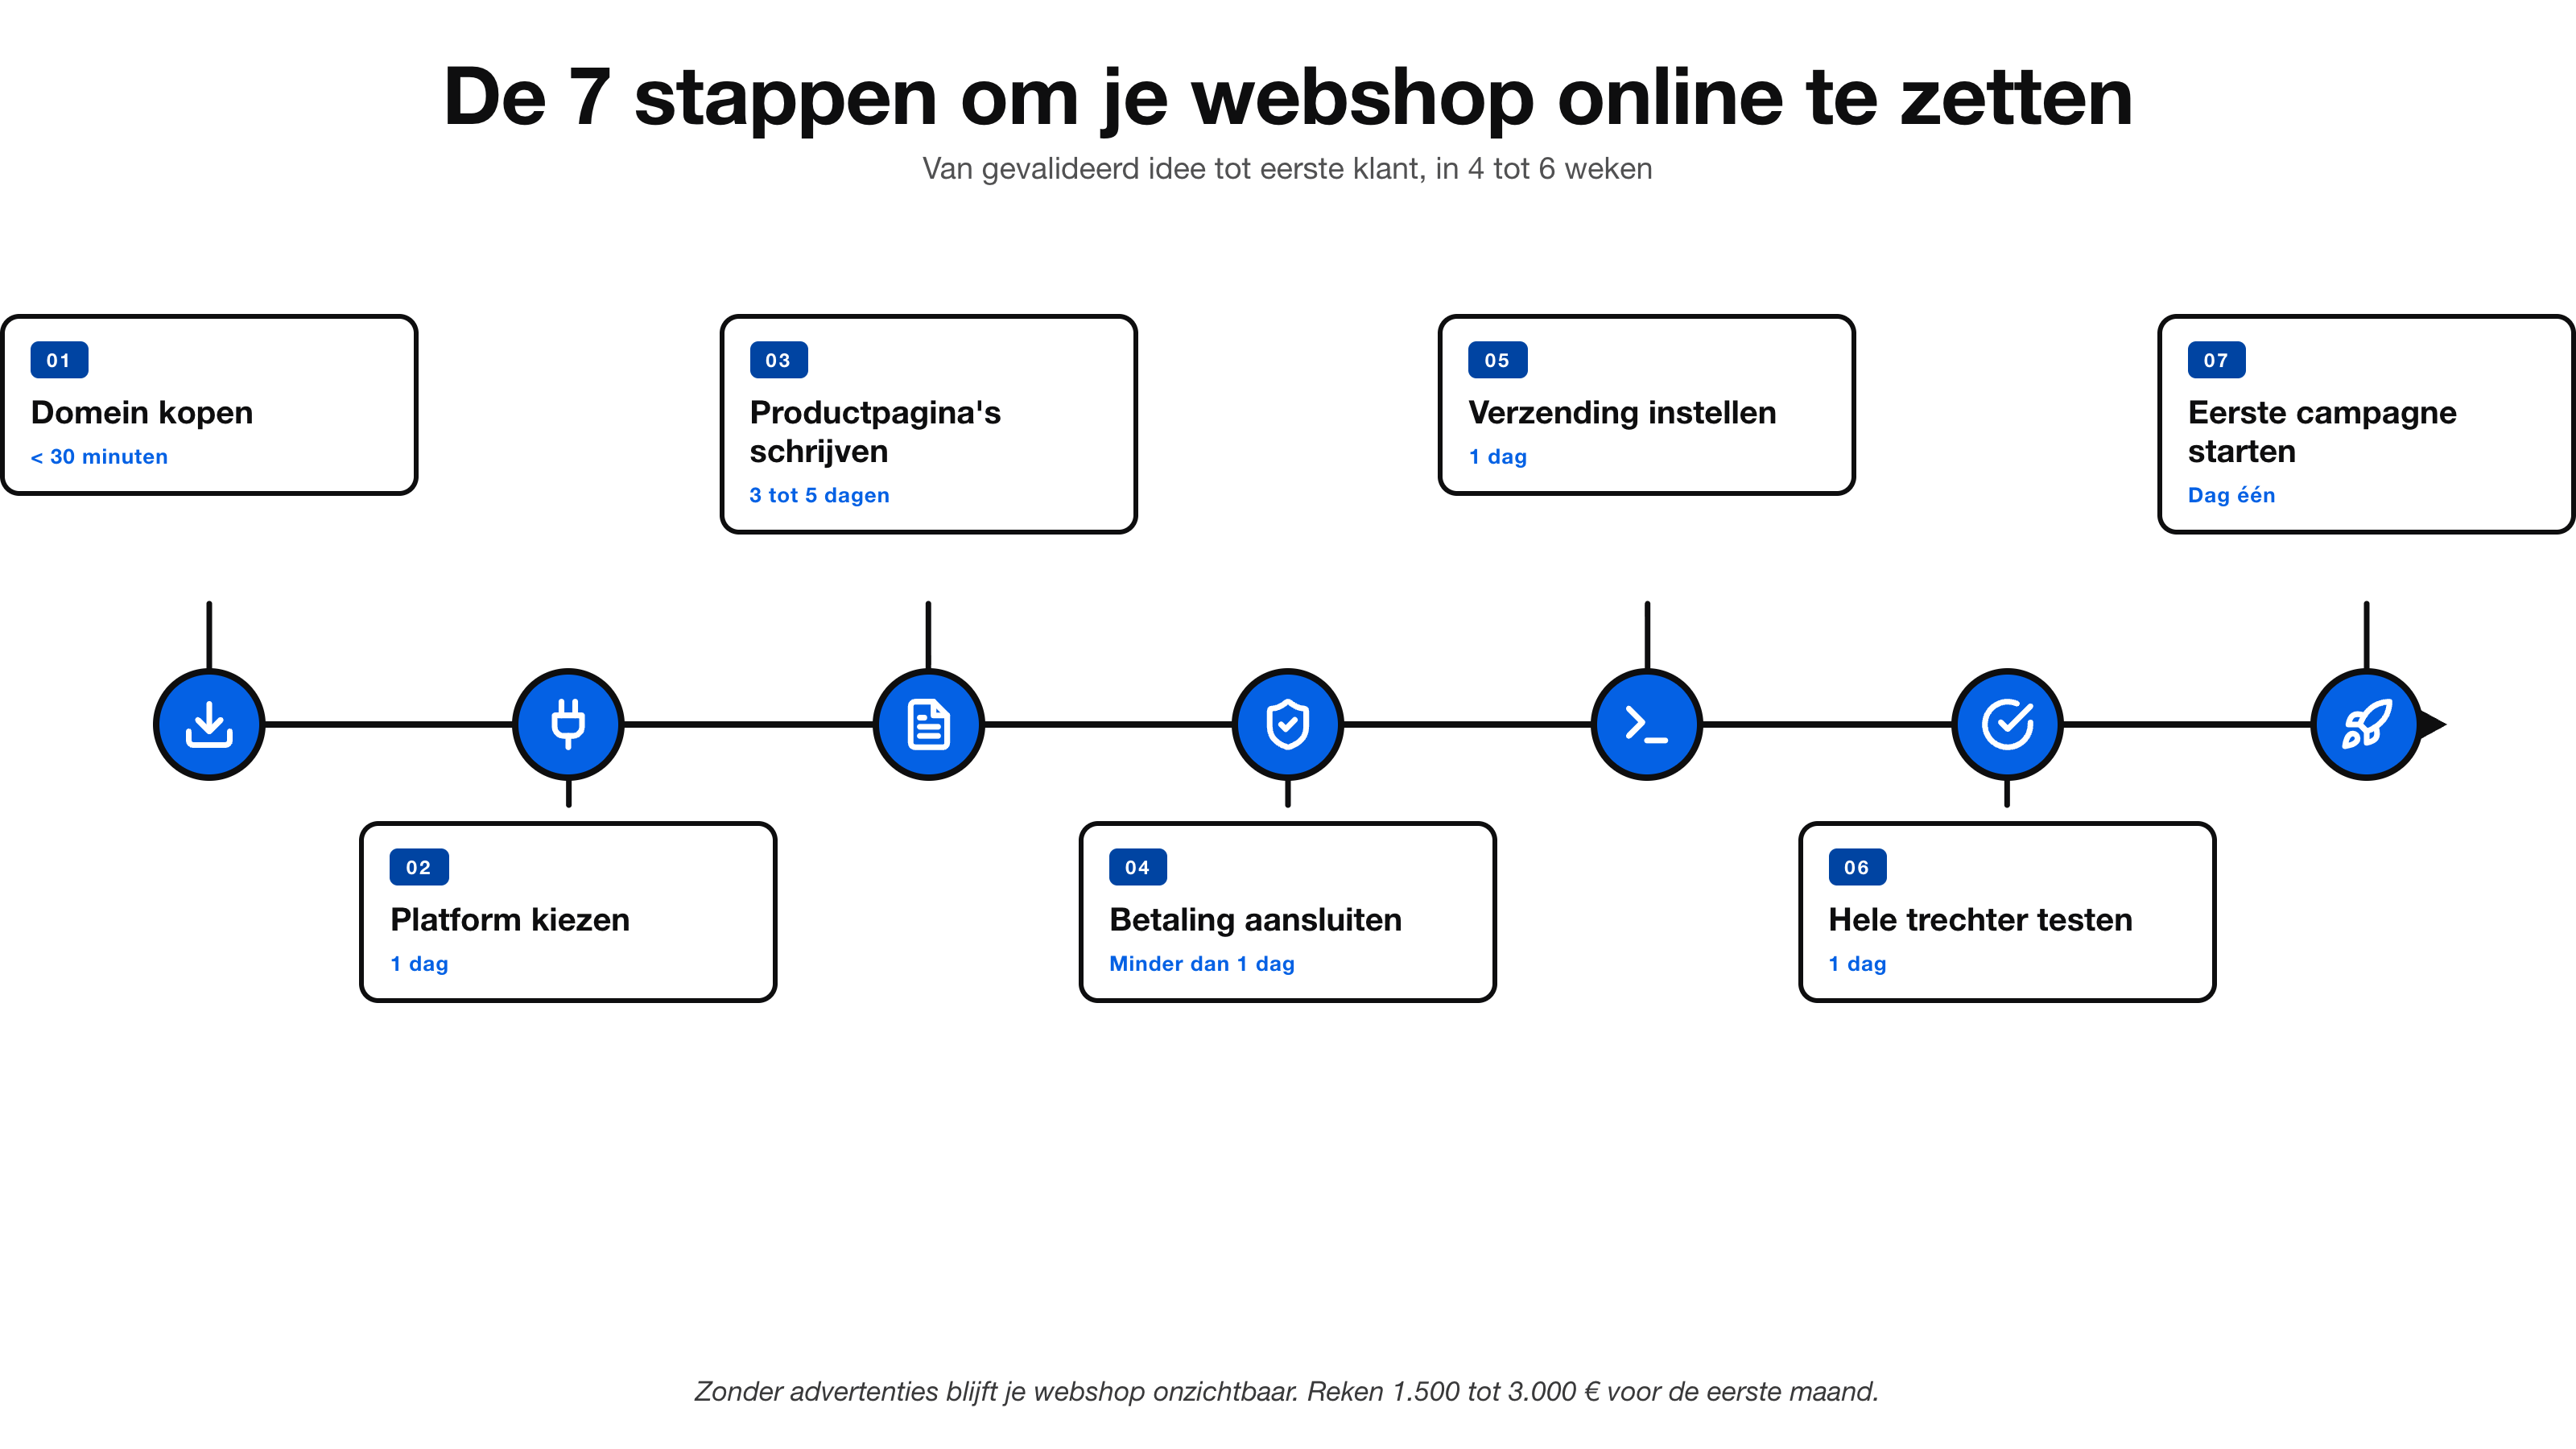 De 7 stappen om je webshop online te zetten
Van gevalideerd idee tot eerste klant, in 4 tot 6 weken
01
Domein kopen
< 30 minuten
02
Platform kiezen
1 dag
03
Productpagina's
schrijven
3 tot 5 dagen
04
Betaling aansluiten
Minder dan 1 dag
05
Verzending instellen
1 dag
06
Hele trechter testen
1 dag
07
Eerste campagne
starten
Dag één
Zonder advertenties blijft je webshop onzichtbaar. Reken 1.500 tot 3.000 € voor de eerste maand.